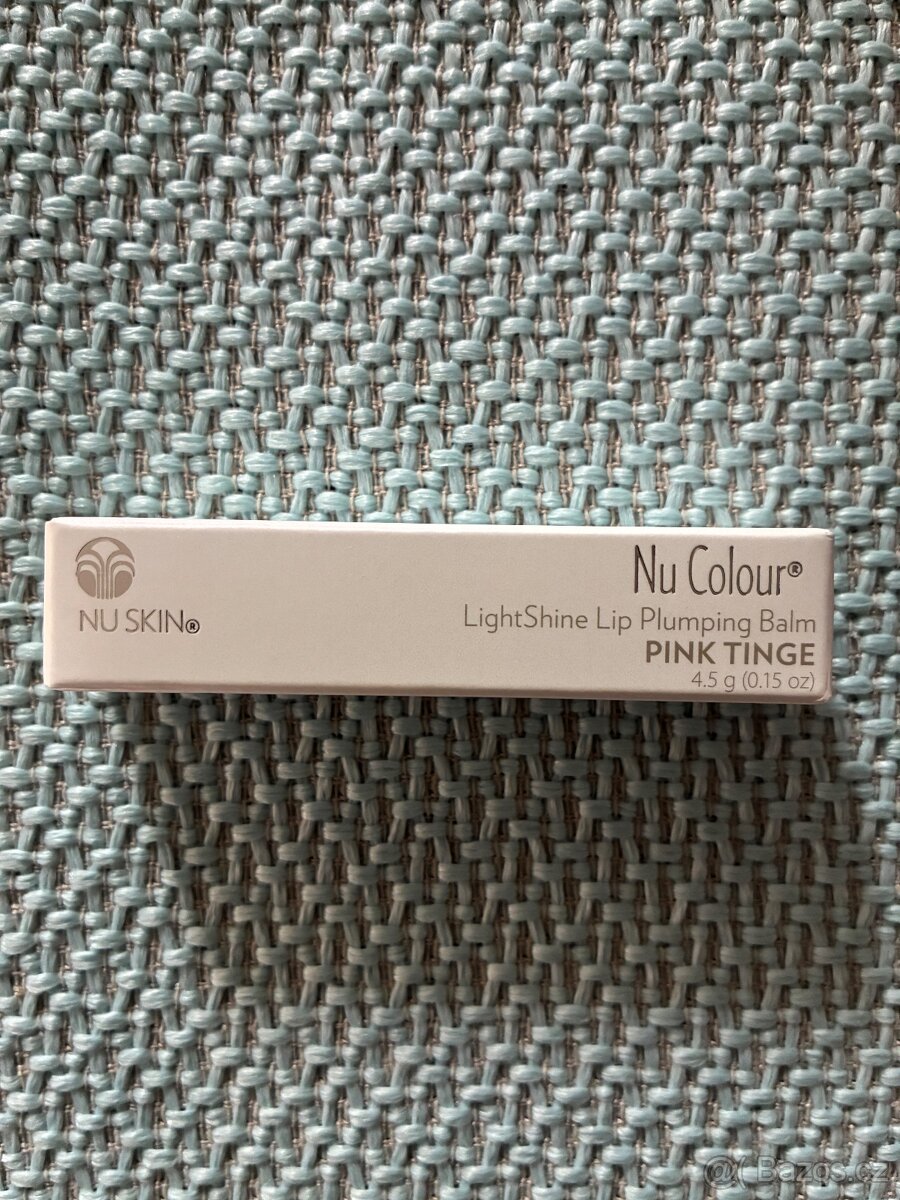 NU SKIN®
Nu Colour®
LightShine Lip Plumping Balm
PINK TINGE
4.5 g (0.15 oz)
@( Bazos.cz